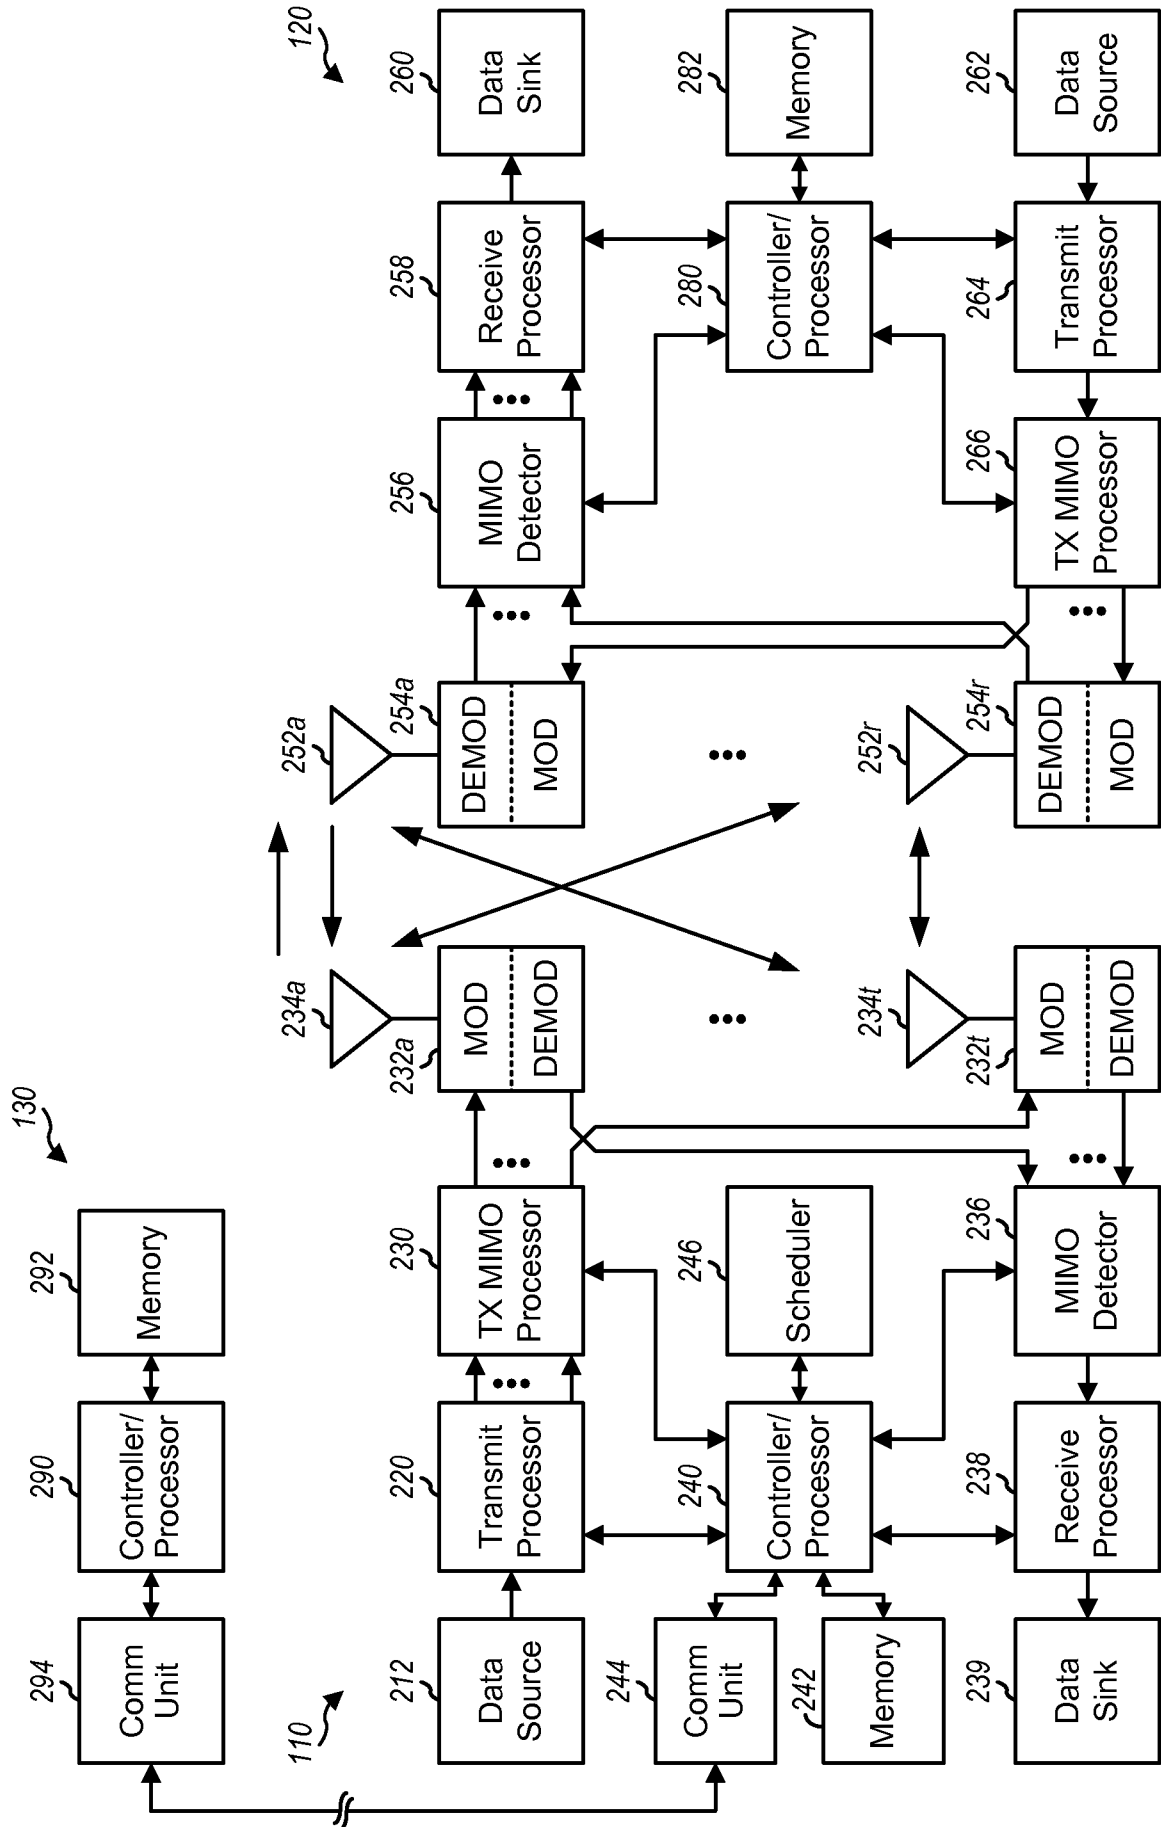 130
294
Comm
Unit
290
Controller/
Processor
292
Memory
110
120
212
Data
Source
220
Transmit
Processor
230
TX MIMO
Processor
232a
MOD
DEMOD
234a
252a
254a
DEMOD
MOD
256
MIMO
Detector
258
Receive
Processor
260
Data
Sink
244
Comm
Unit
242
Memory
240
Controller/
Processor
246
Scheduler
280
Controller/
Processor
282
Memory
239
Data
Sink
238
Receive
Processor
236
MIMO
Detector
232t
MOD
DEMOD
234t
252r
254r
DEMOD
MOD
266
TX MIMO
Processor
264
Transmit
Processor
262
Data
Source